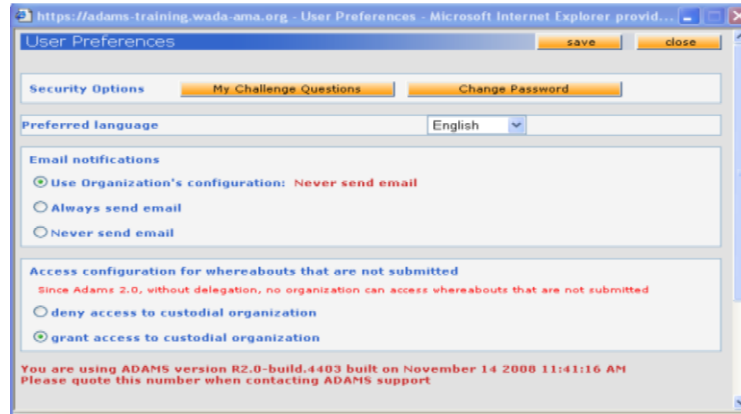 https://adams-training.wada-ama.org - User Preferences - Microsoft Internet Explorer provid...
User Preferences
save
close
Security Options
My Challenge Questions
Change Password
Preferred language
English
Email notifications
Use Organization's configuration: Never send email
Always send email
Never send email
Access configuration for whereabouts that are not submitted
Since Adams 2.0, without delegation, no organization can access whereabouts that are not submitted
deny access to custodial organization
grant access to custodial organization
You are using ADAMS version R2.0-build.4403 built on November 14 2008 11:41:16 AM
Please quote this number when contacting ADAMS support